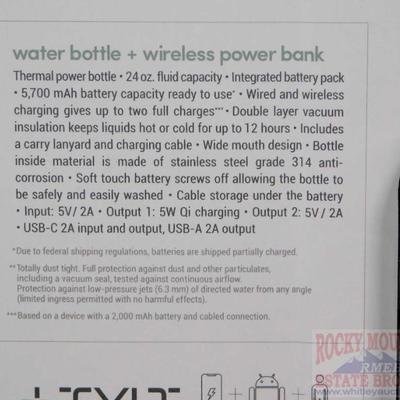 water bottle + wireless power bank
Thermal power bottle • 24 oz. fluid capacity • Integrated battery pack
• 5,700 mAh battery capacity ready to use* • Wired and wireless
charging gives up to two full charges*** • Double layer vacuum
insulation keeps liquids hot or cold for up to 12 hours • Includes
a carry lanyard and charging cable • Wide mouth design • Bottle
inside material is made of stainless steel grade 314 anti-
corrosion • Soft touch battery screws off allowing the bottle to
be safely and easily washed • Cable storage under the battery
• Input: 5V/ 2A • Output 1: 5W Qi charging • Output 2: 5V / 2A
• USB-C 2A input and output, USB-A 2A output
*Due to federal shipping regulations, batteries are shipped partially charged.
**Totally dust tight. Full protection against dust and other particulates,
including a vacuum seal, tested against continuous airflow.
Protection against low-pressure jets (6.3 mm) of directed water from any angle
(limited ingress permitted with no harmful effects).
***Based on a device with a 2,000 mAh battery and cabled connection.
ROCKY MOU
ESTATE BRO
www.whitleyauc